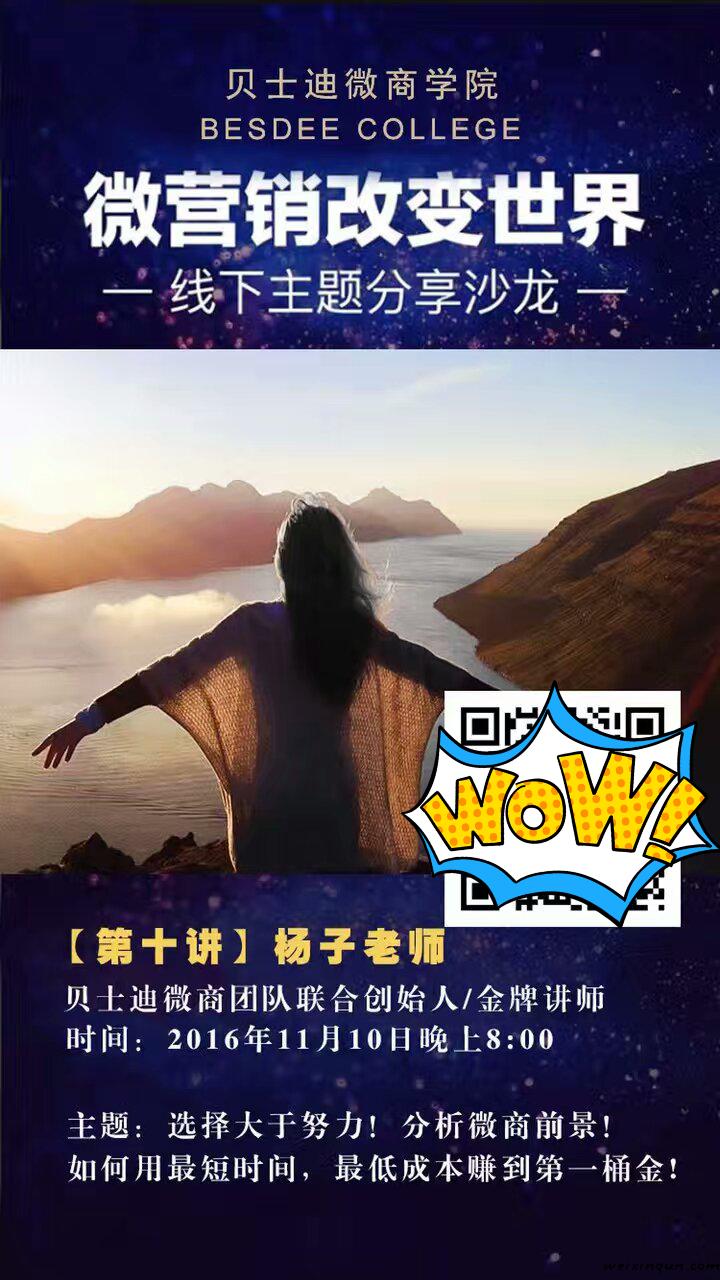 贝士迪微商学院
BESDEE COLLEGE
微营销改变世界
— 线下主题分享沙龙 —
WOW!
【第十讲】杨子老师
贝士迪微商团队联合创始人/金牌讲师
时间：2016年11月10日晚上8:00
主题：选择大于努力！分析微商前景！
如何用最短时间，最低成本赚到第一桶金！
weixinqun.com